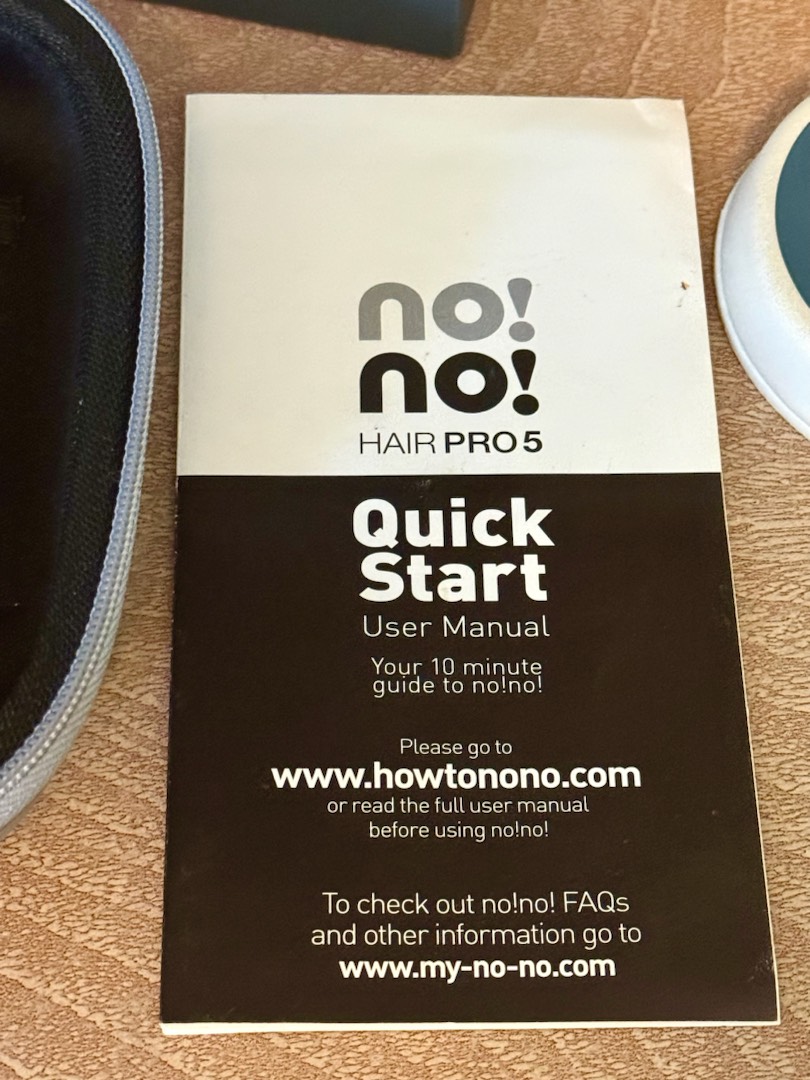 no!
no!
HAIR PRO 5
Quick
Start
User Manual
Your 10 minute
guide to no!no!
Please go to
www.howtonono.com
or read the full user manual
before using no!no!
To check out no!no! FAQs
and other information go to
www.my-no-no.com